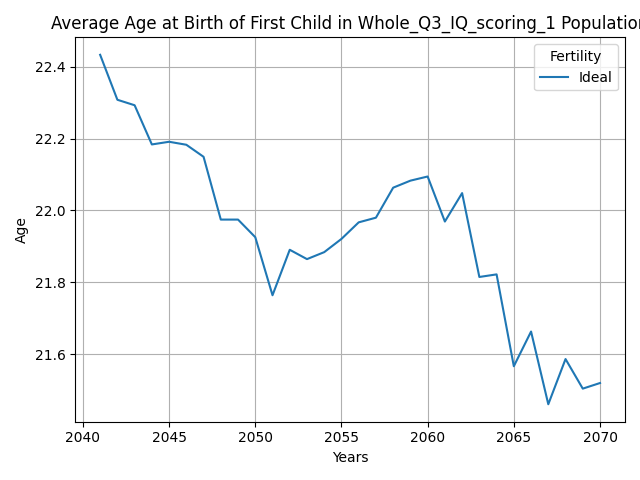 Average Age at Birth of First Child in Whole_Q3_IQ_scoring_1 Population
Fertility
Ideal
22.4
22.2
22.0
21.8
21.6
Age
2040 2045 2050 2055 2060 2065 2070
Years